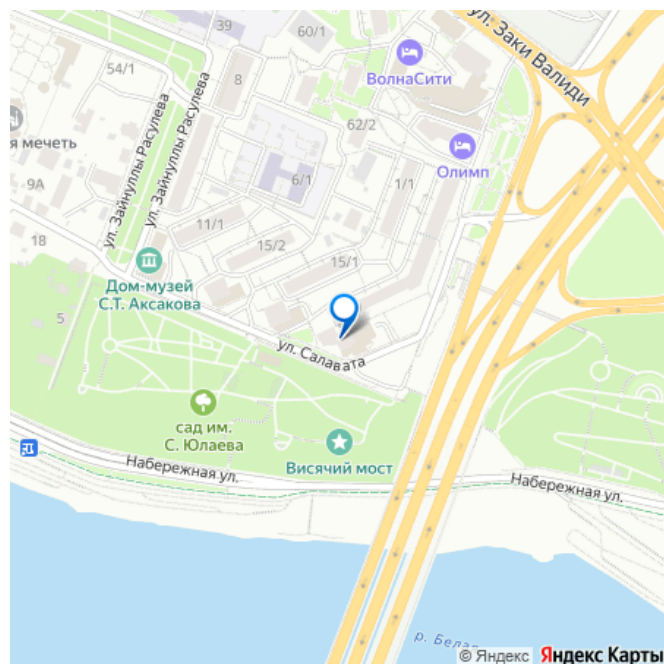 39
60/1
ул. Заки Валиди
ВолнаСити
54/1
8
ул. Зайнуллы Расулева
ул. Зайнуллы Расулева
я мечеть
62/2
Олимп
9А
6/1
1/1
11/1
18
15/2
15/1
Дом-музей
С.Т. Аксакова
5
ул. Салавата
сад им.
С. Юлаева
Висячий мост
Набережная ул.
Набережная ул.
р. Белая
© Яндекс
Яндекс Карты